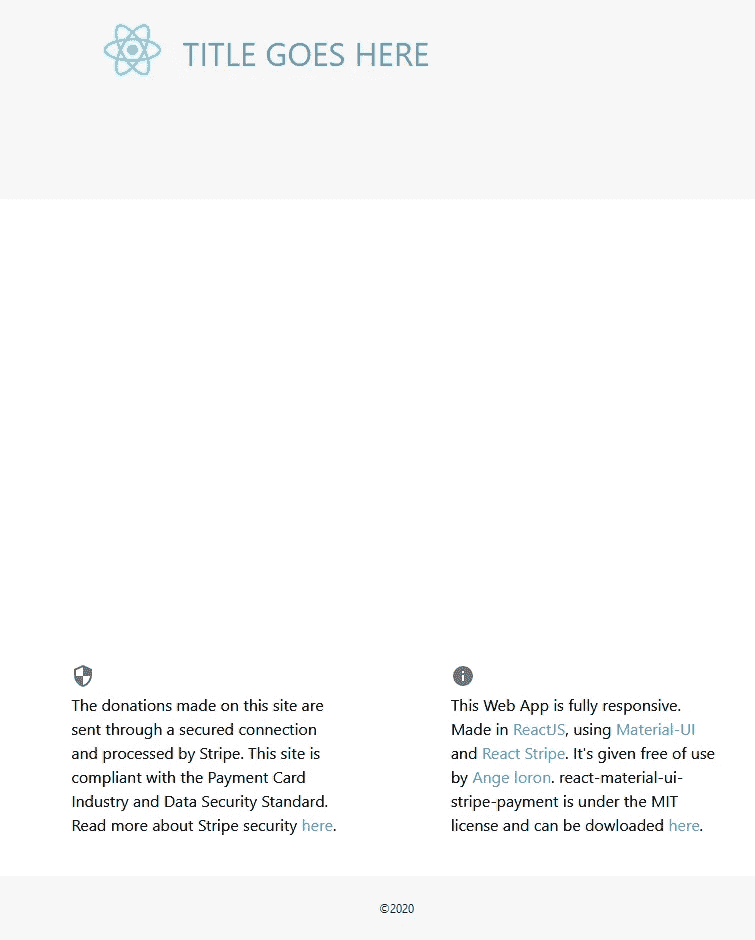 TITLE GOES HERE
The donations made on this site are
sent through a secured connection
and processed by Stripe. This site is
compliant with the Payment Card
Industry and Data Security Standard.
Read more about Stripe security here.
This Web App is fully responsive.
Made in ReactJS, using Material-UI
and React Stripe. It's given free of use
by Ange loron. react-material-ui-
stripe-payment is under the MIT
license and can be dowloaded here.
©2020